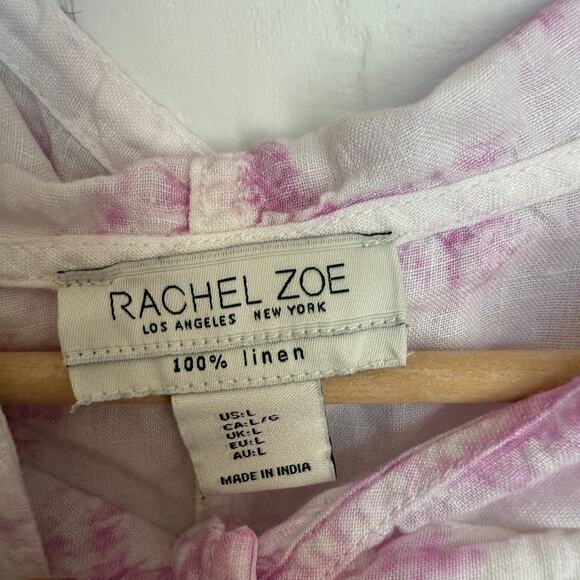 RACHEL ZOE
LOS ANGELES NEW YORK
100% linen
US:L
CA:L/G
UK:L
EU:L
AU:L
MADE IN INDIA